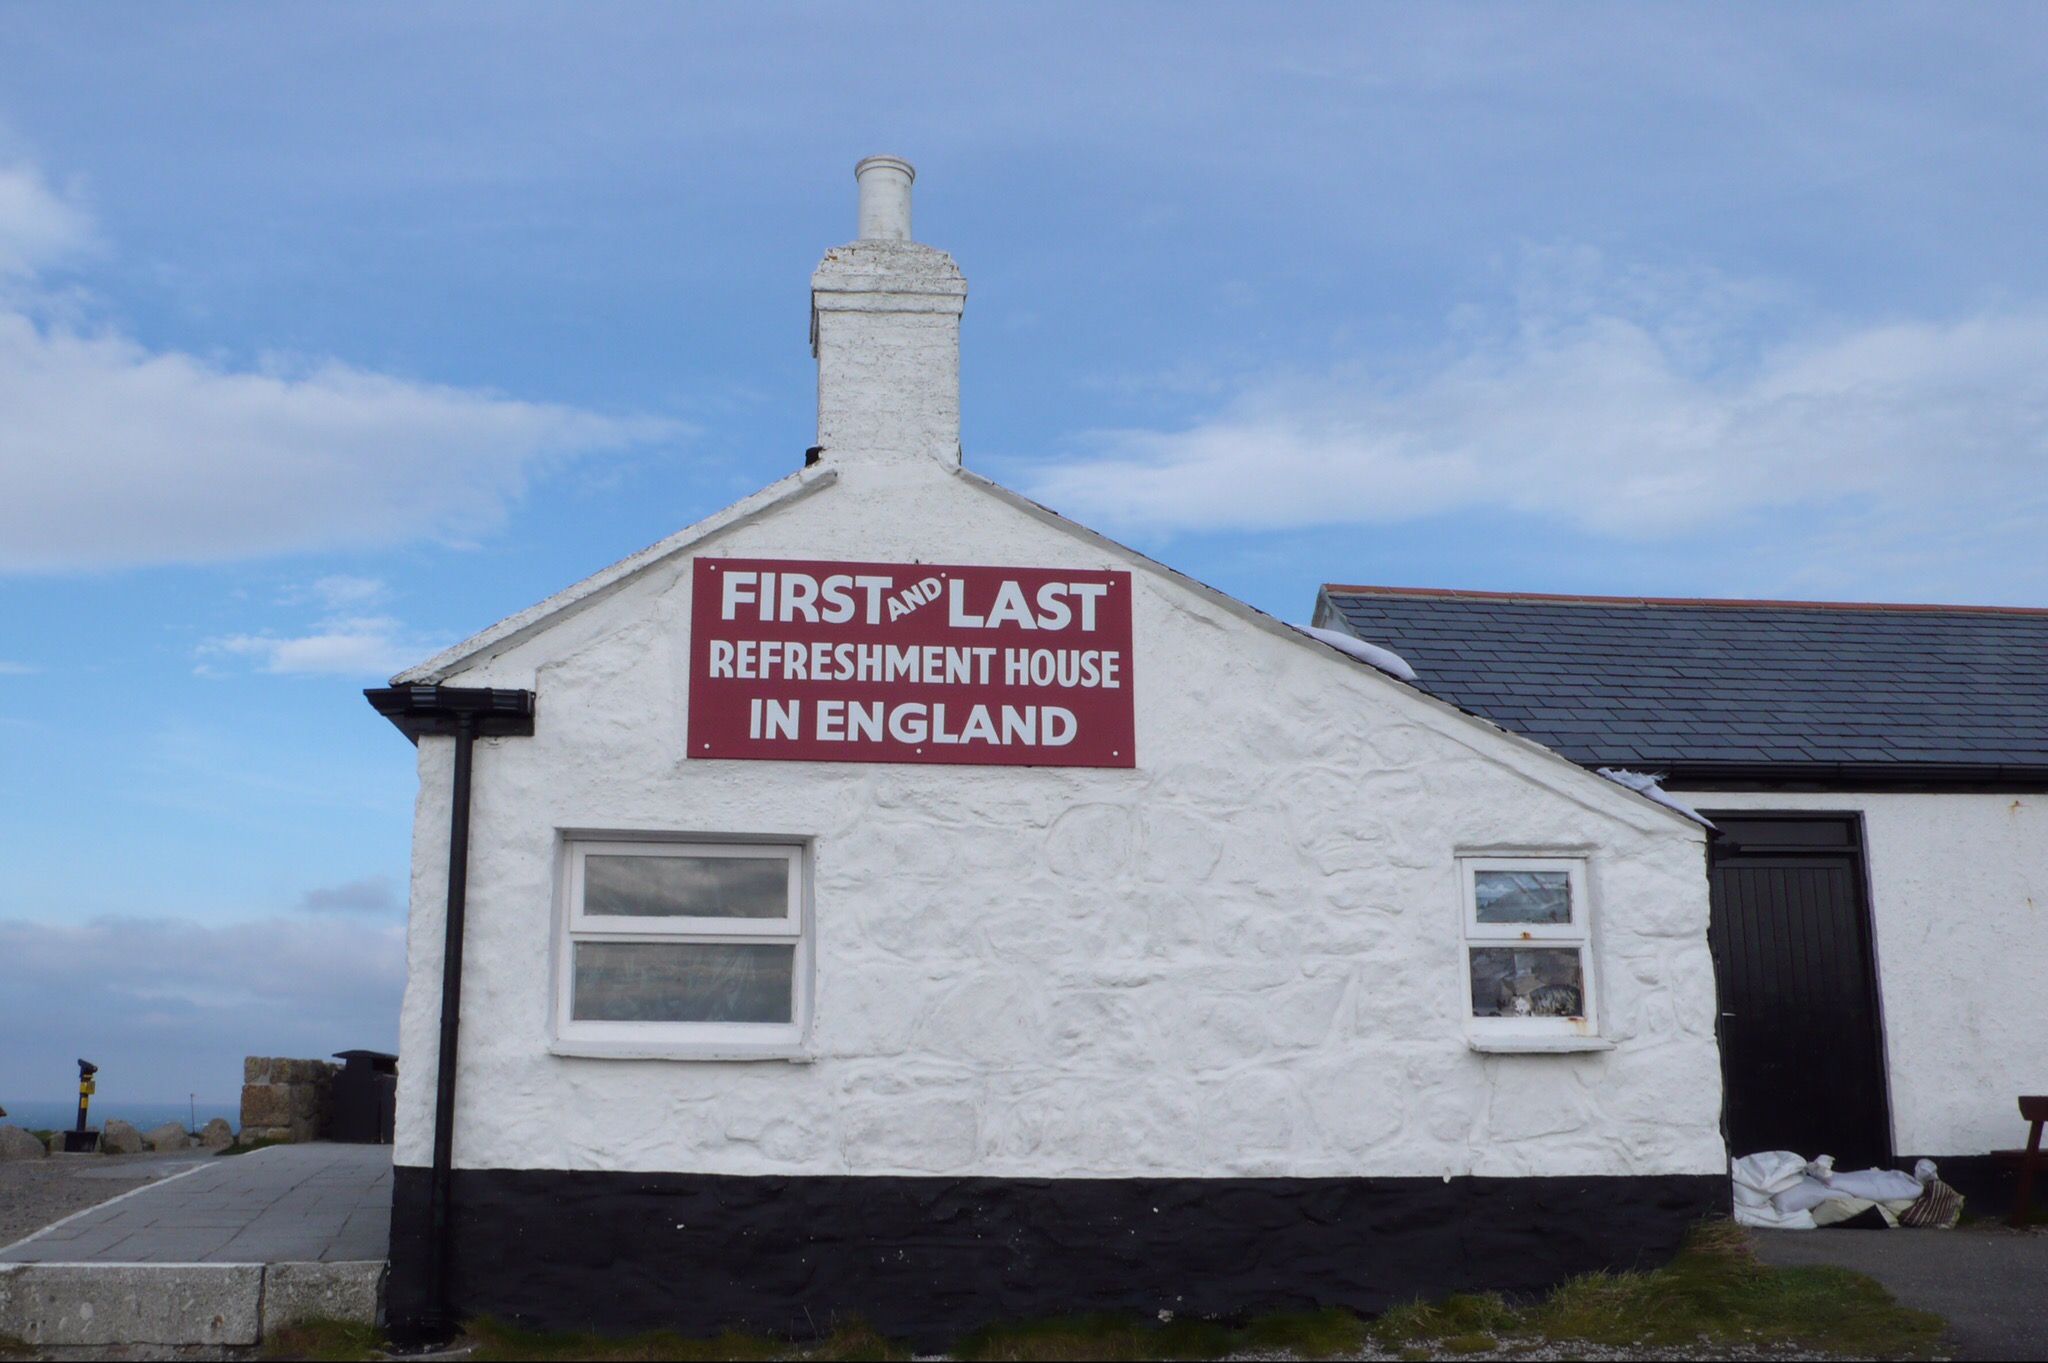 FIRST AND LAST
REFRESHMENT HOUSE
IN ENGLAND